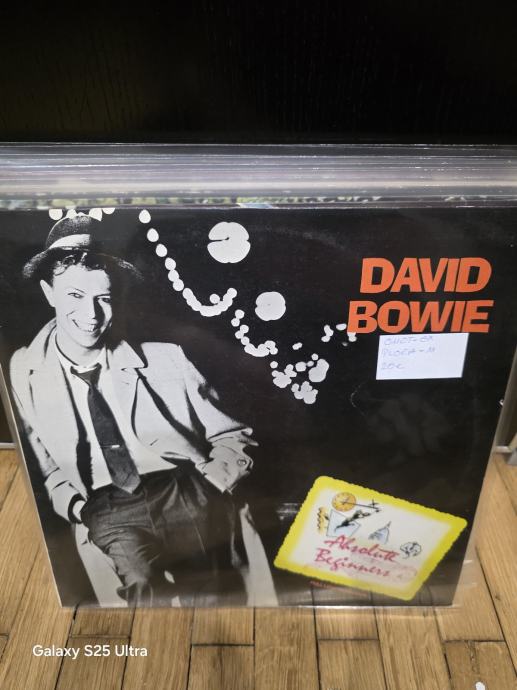 DAVID
BOWIE
OMOT-EX
PLOČA-M
20€
Absolute
Beginners
Galaxy S25 Ultra